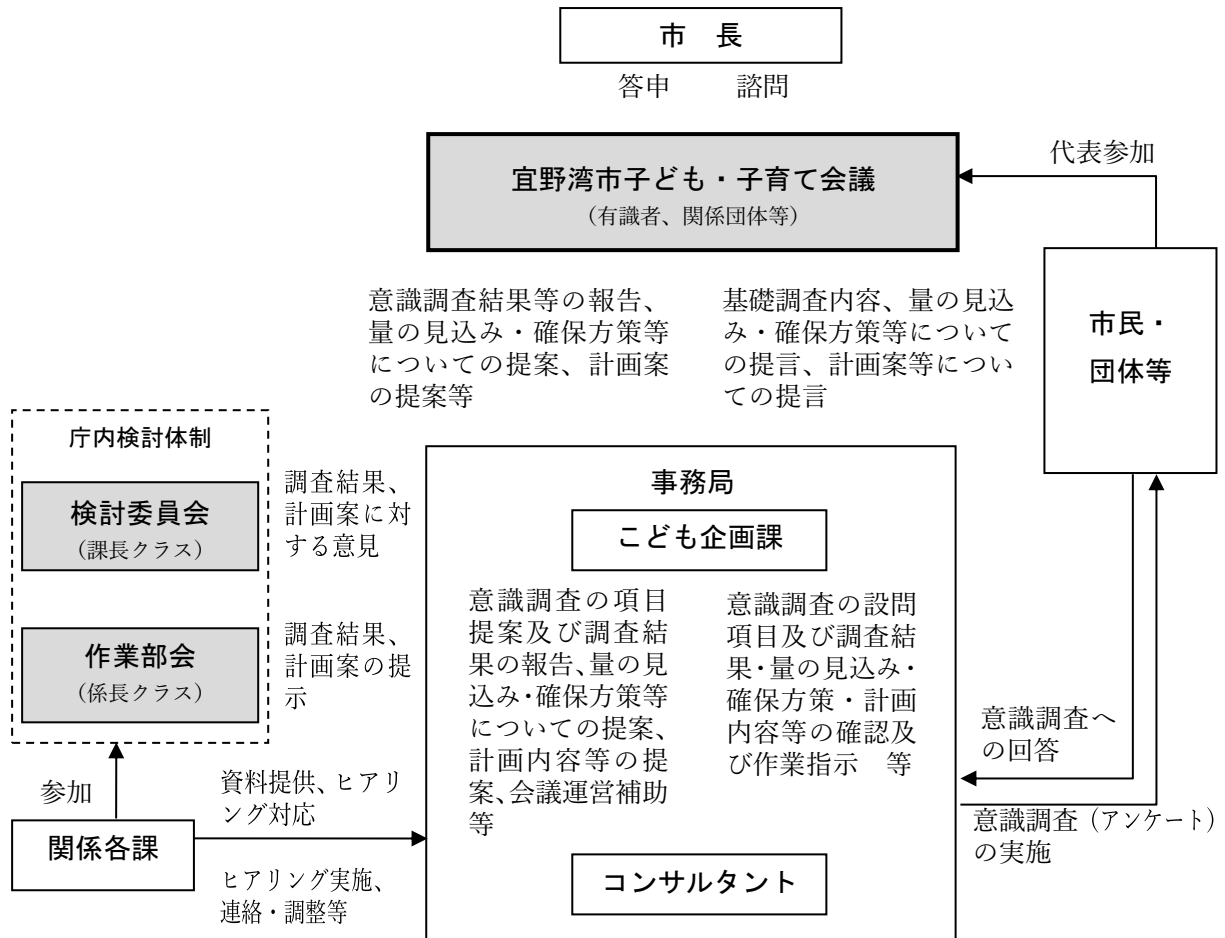 市　長
答申　　諮問
宜野湾市子ども・子育て会議
（有識者、関係団体等）
代表参加
市民・
団体等
意識調査結果等の報告、
量の見込み・確保方策等
についての提案、計画案
の提案等
基礎調査内容、量の見込
み・確保方策等について
の提言、計画案等につい
ての提言
庁内検討体制
検討委員会
（課長クラス）
調査結果、
計画案に対
する意見
作業部会
（係長クラス）
調査結果、
計画案の提
示
参加
関係各課
資料提供、ヒアリ
ング対応
ヒアリング実施、
連絡・調整等
事務局
こども企画課
意識調査の項目
提案及び調査結
果の報告、量の見
込み・確保方策等
についての提案、
計画内容等の提
案、会議運営補助
等
意識調査の設問
項目及び調査結
果・量の見込み・
確保方策・計画
内容等の確認及
び作業指示　等
コンサルタント
意識調査へ
の回答
意識調査（アンケート）
の実施